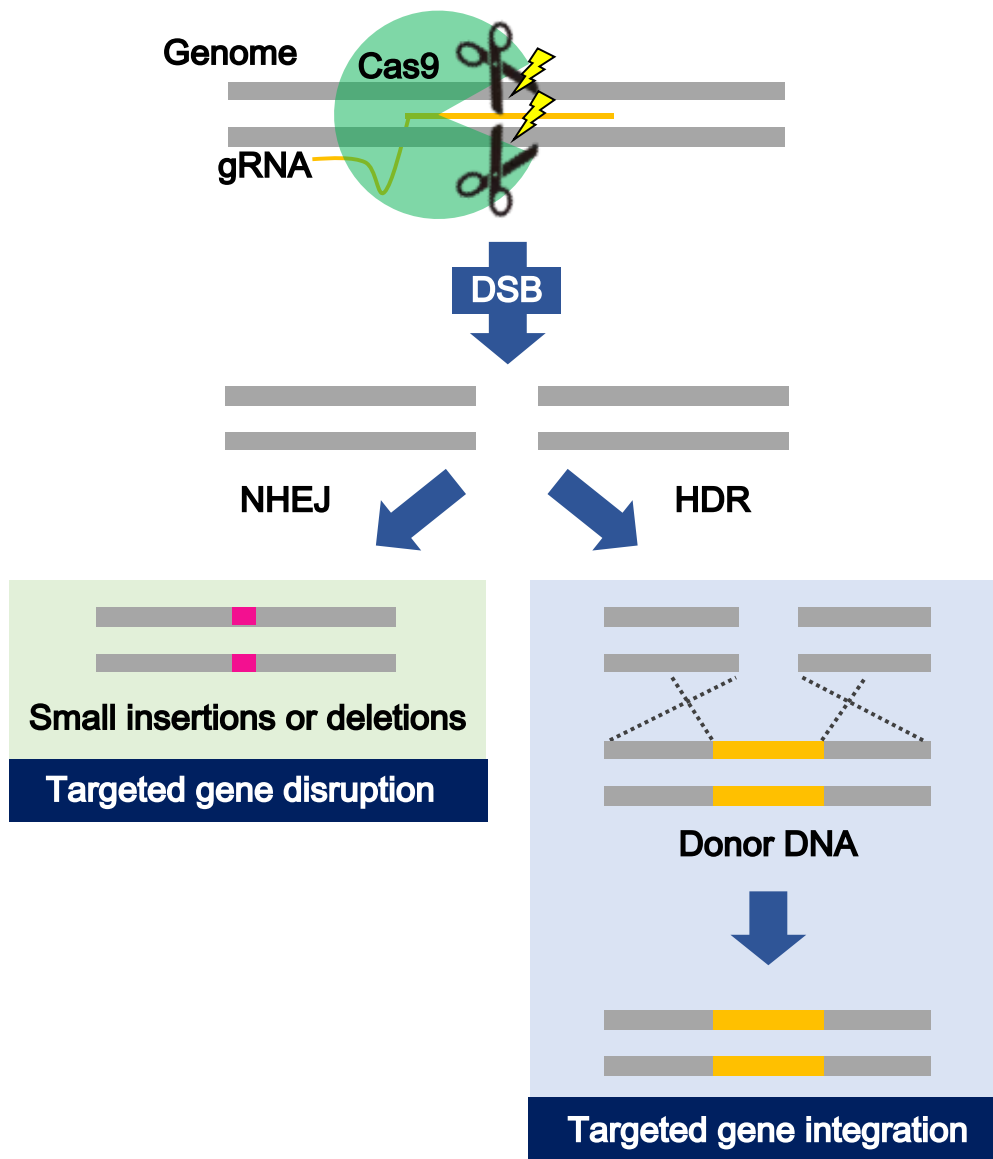 Genome
Cas9
gRNA
DSB
NHEJ
HDR
Small insertions or deletions
Targeted gene disruption
Donor DNA
Targeted gene integration